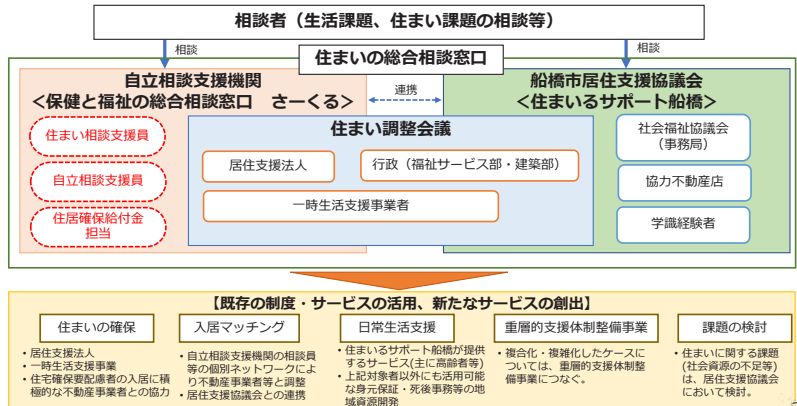 相談者（生活課題、住まい課題の相談等）
相談
相談
住まいの総合相談窓口
自立相談支援機関
＜保健と福祉の総合相談窓口　さーくる＞
連携
船橋市居住支援協議会
＜住まいるサポート船橋＞
住まい相談支援員
自立相談支援員
住居確保給付金
担当
住まい調整会議
居住支援法人
行政（福祉サービス部・建築部）
一時生活支援事業者
社会福祉協議会
（事務局）
協力不動産店
学識経験者
【既存の制度・サービスの活用、新たなサービスの創出】
住まいの確保
・居住支援法人
・一時生活支援事業
・住宅確保要配慮者の入居に積
極的な不動産事業者との協力
入居マッチング
・自立相談支援機関の相談員
等の個別ネットワークによ
り不動産事業者等と調整
・居住支援協議会との連携
日常生活支援
・住まいるサポート船橋が提供
するサービス(主に高齢者等)
・上記対象者以外にも活用可能
な身元保証・死後事務等の地
域資源開発
重層的支援体制整備事業
・複合化・複雑化したケースに
ついては、重層的支援体制整
備事業につなぐ。
課題の検討
・住まいに関する課題
(社会資源の不足等)
は、居住支援協議会
において検討。